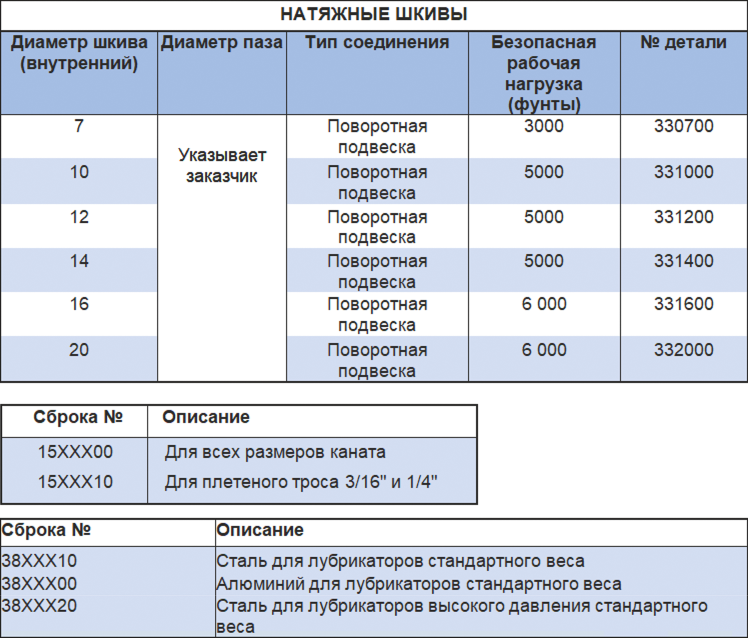 НАТЯЖНЫЕ ШКИВЫ
Диаметр шкива (внутренний) Диаметр паза Тип соединения Безопасная рабочая нагрузка (фунты) № детали
Указывает заказчик
7 Поворотная подвеска 3000 330700
10 Поворотная подвеска 5000 331000
12 Поворотная подвеска 5000 331200
14 Поворотная подвеска 5000 331400
16 Поворотная подвеска 6 000 331600
20 Поворотная подвеска 6 000 332000
Сброка № Описание
15XXX00 Для всех размеров каната
15XXX10 Для плетеного троса 3/16" и 1/4"
Сброка № Описание
38XXX10 Сталь для лубрикаторов стандартного веса
38XXX00 Алюминий для лубрикаторов стандартного веса
38XXX20 Сталь для лубрикаторов высокого давления стандартного
веса